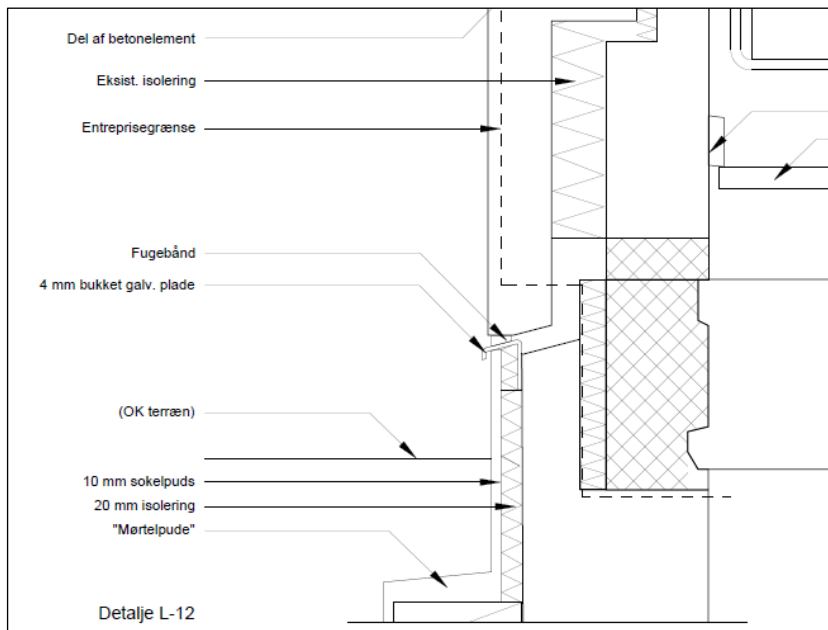 Del af betonelement
Eksist. isolering
Entreprisegrænse
Fugebånd
4 mm bukket galv. plade
(OK terræn)
10 mm sokelpuds
20 mm isolering
"Mørtelpude"
Detalje L-12